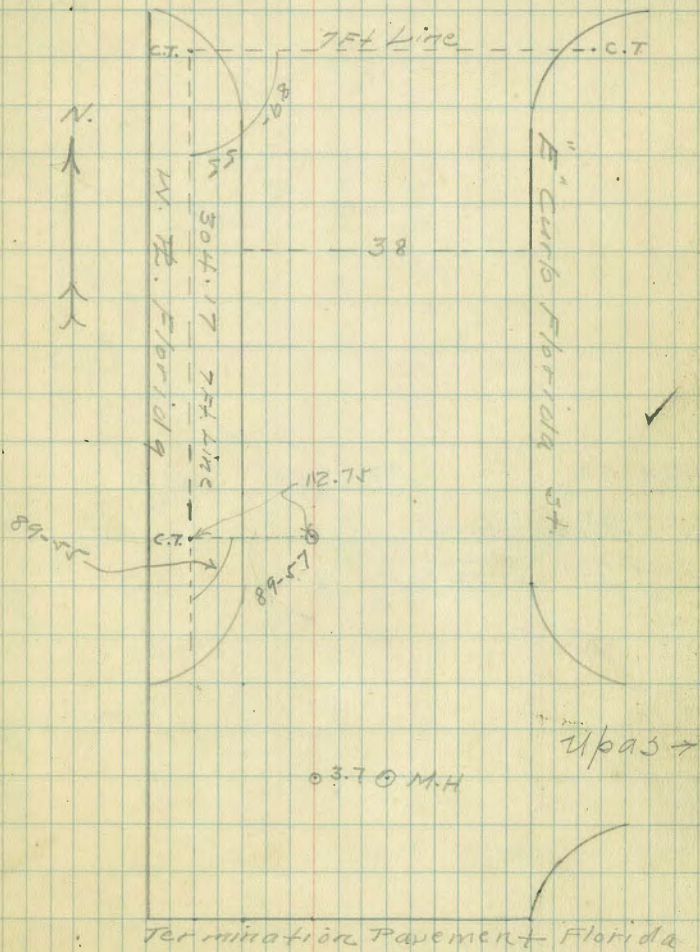 7Ft Line
C.T.
C.T
N.
89°
55
"E" Curb Florida St.
38
304.17 7Ft Line
W. Florida
12.75
C.T.
89-55
89-57
Upas →
3.7 M.H
Termination Pavement Florida